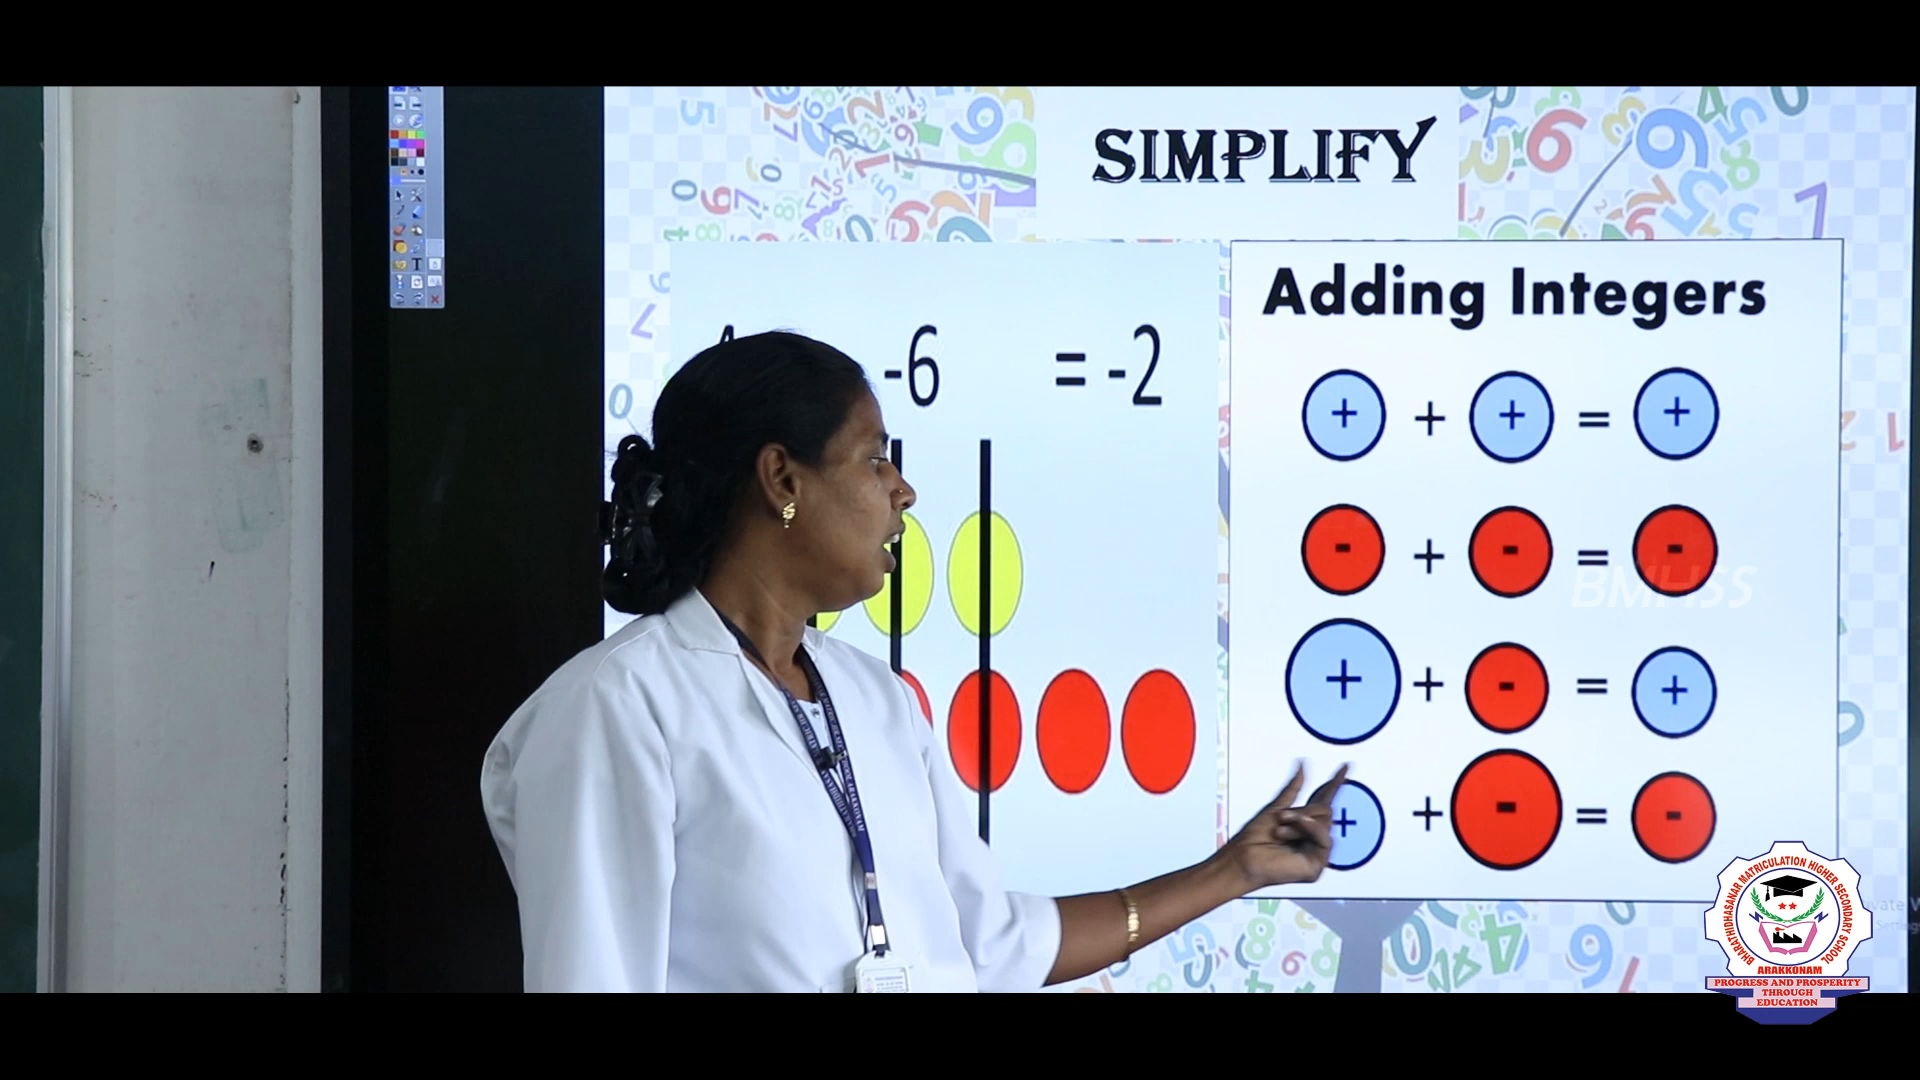 SIMPLIFY
-6 = -2
Adding Integers
+ + + = +
- + - = -
+ + - = +
+ + - = -
BMHSS
BHARATHIDHASANAR MATRICULATION HIGHER SECONDARY SCHOOL
ARAKKONAM
PROGRESS AND PROSPERITY
THROUGH
EDUCATION